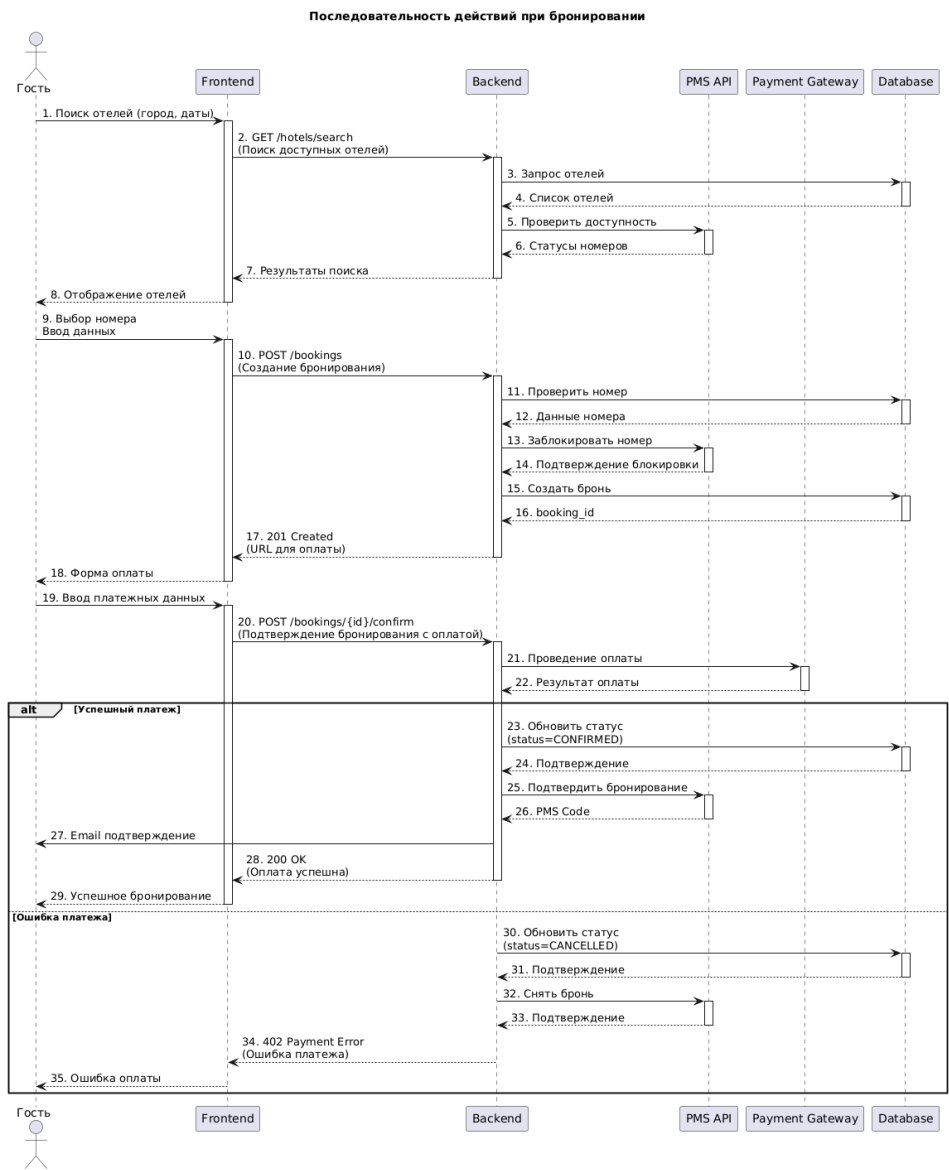 Последовательность действий при бронировании
Гость
Frontend
Backend
PMS API
Payment Gateway
Database
1. Поиск отелей (город, даты)
2. GET /hotels/search
(Поиск доступных отелей)
3. Запрос отелей
4. Список отелей
5. Проверить доступность
6. Статусы номеров
7. Результаты поиска
8. Отображение отелей
9. Выбор номера
Ввод данных
10. POST /bookings
(Создание бронирования)
11. Проверить номер
12. Данные номера
13. Заблокировать номер
14. Подтверждение блокировки
15. Создать бронь
16. booking_id
17. 201 Created
(URL для оплаты)
18. Форма оплаты
19. Ввод платежных данных
20. POST /bookings/{id}/confirm
(Подтверждение бронирования с оплатой)
21. Проведение оплаты
22. Результат оплаты
alt
[Успешный платеж]
23. Обновить статус
(status=CONFIRMED)
24. Подтверждение
25. Подтвердить бронирование
26. PMS Code
27. Email подтверждение
28. 200 OK
(Оплата успешна)
29. Успешное бронирование
[Ошибка платежа]
30. Обновить статус
(status=CANCELLED)
31. Подтверждение
32. Снять бронь
33. Подтверждение
34. 402 Payment Error
(Ошибка платежа)
35. Ошибка оплаты
Гость
Frontend
Backend
PMS API
Payment Gateway
Database